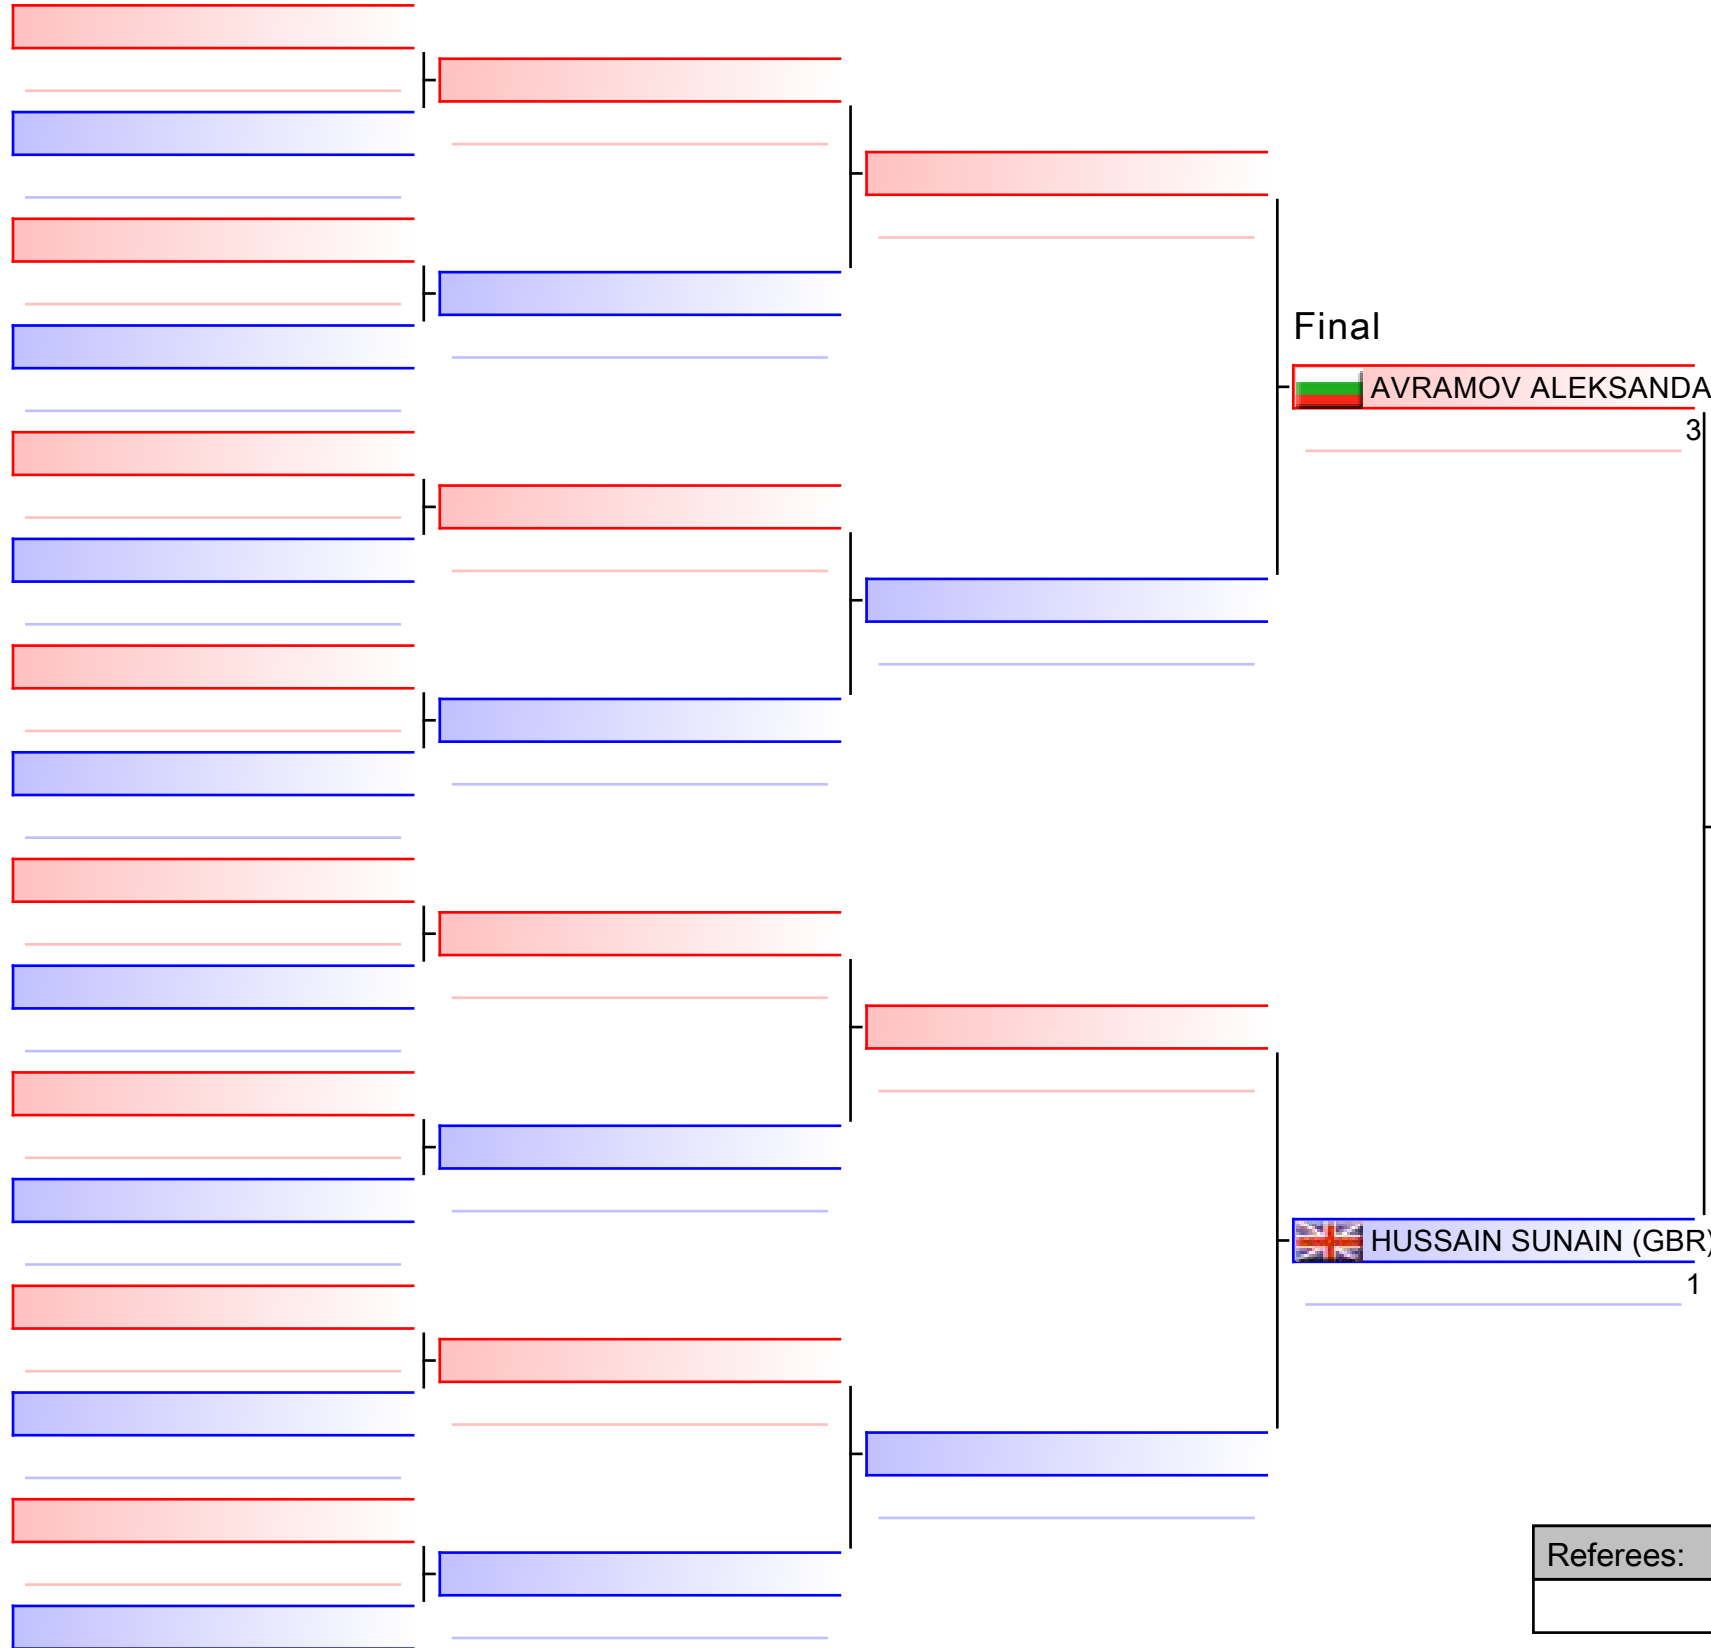 Final
AVRAMOV ALEKSANDA
3
HUSSAIN SUNAIN (GBR)
1
Referees: